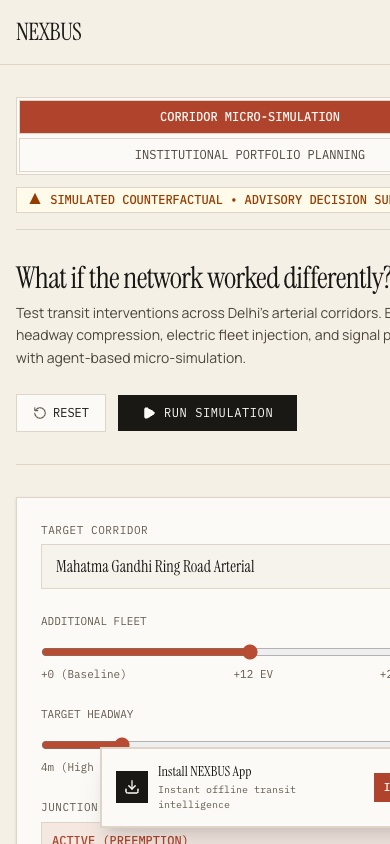 NEXBUS
CORRIDOR MICRO-SIMULATION
INSTITUTIONAL PORTFOLIO PLANNING
SIMULATED COUNTERFACTUAL • ADVISORY DECISION
What if the network worked differently?
Test transit interventions across Delhi's arterial corridors.
headway compression, electric fleet injection, and signal
with agent-based micro-simulation.
RESET
RUN SIMULATION
TARGET CORRIDOR
Mahatma Gandhi Ring Road Arterial
ADDITIONAL FLEET
+0 (Baseline)
+12 EV
TARGET HEADWAY
4m (High
Install NEXBUS App
Instant offline transit
intelligence
JUNCTION
ACTIVE (PREEMPTION)